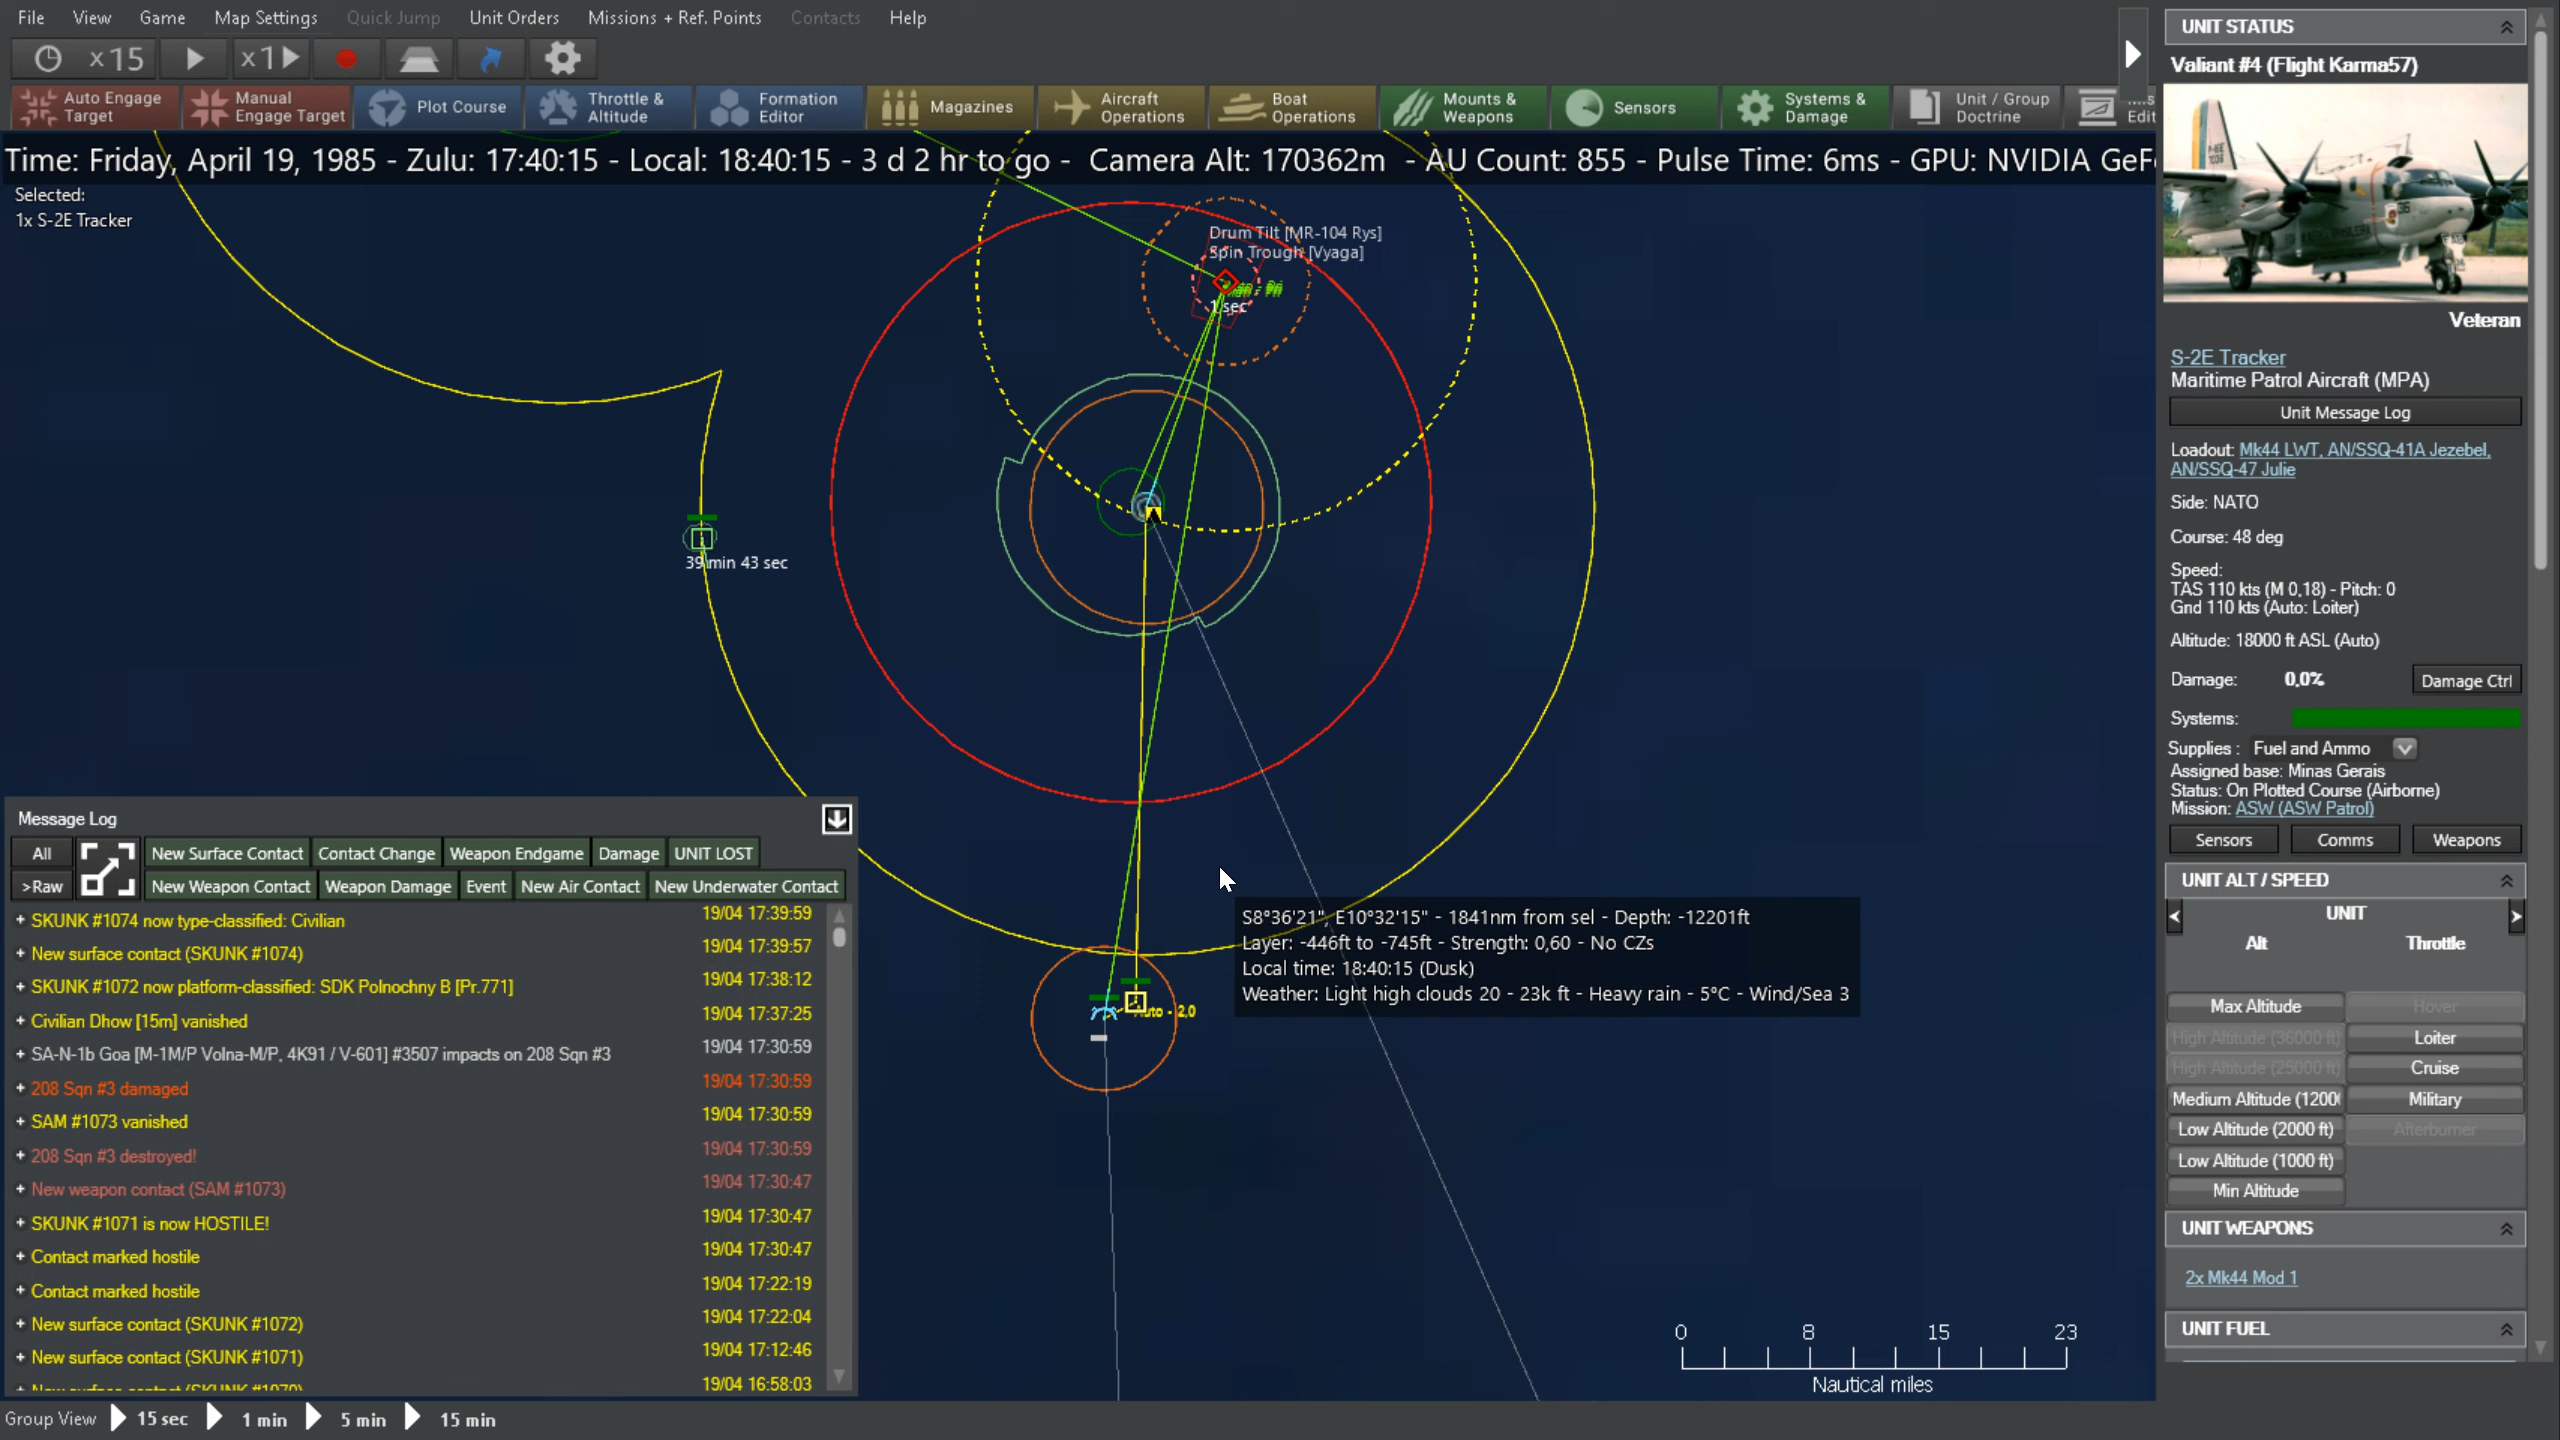 File View Game Map Settings Quick Jump Unit Orders Missions + Ref. Points Contacts Help
x15 x1
Auto Engage Target
Manual Engage Target
Plot Course
Throttle & Altitude
Formation Editor
Magazines
Aircraft Operations
Boat Operations
Mounts & Weapons
Sensors
Systems & Damage
Unit / Group Doctrine
Time: Friday, April 19, 1985 - Zulu: 17:40:15 - Local: 18:40:15 - 3 d 2 hr to go - Camera Alt: 170362m - AU Count: 855 - Pulse Time: 6ms - GPU: NVIDIA GeF
Selected:
1x S-2E Tracker
Drum Tilt [MR-104 Rys]
Spin Trough [Vyaga]
1 sec
39 min 43 sec
Auto - 2,0
S8°36'21", E10°32'15" - 1841nm from sel - Depth: -12201ft
Layer: -446ft to -745ft - Strength: 0,60 - No CZs
Local time: 18:40:15 (Dusk)
Weather: Light high clouds 20 - 23k ft - Heavy rain - 5°C - Wind/Sea 3
0 8 15 23
Nautical miles
Message Log
All New Surface Contact Contact Change Weapon Endgame Damage UNIT LOST
>Raw New Weapon Contact Weapon Damage Event New Air Contact New Underwater Contact
+ SKUNK #1074 now type-classified: Civilian 19/04 17:39:59
+ New surface contact (SKUNK #1074) 19/04 17:39:57
+ SKUNK #1072 now platform-classified: SDK Polnochny B [Pr.771] 19/04 17:38:12
+ Civilian Dhow [15m] vanished 19/04 17:37:25
+ SA-N-1b Goa [M-1M/P Volna-M/P, 4K91 / V-601] #3507 impacts on 208 Sqn #3 19/04 17:30:59
+ 208 Sqn #3 damaged 19/04 17:30:59
+ SAM #1073 vanished 19/04 17:30:59
+ 208 Sqn #3 destroyed! 19/04 17:30:59
+ New weapon contact (SAM #1073) 19/04 17:30:47
+ SKUNK #1071 is now HOSTILE! 19/04 17:30:47
+ Contact marked hostile 19/04 17:30:47
+ Contact marked hostile 19/04 17:22:19
+ New surface contact (SKUNK #1072) 19/04 17:22:04
+ New surface contact (SKUNK #1071) 19/04 17:12:46
+ New surface contact (SKUNK #1070) 19/04 16:58:03
Group View 15 sec 1 min 5 min 15 min
UNIT STATUS
Valiant #4 (Flight Karma57)
Veteran
S-2E Tracker
Maritime Patrol Aircraft (MPA)
Unit Message Log
Loadout: Mk44 LWT, AN/SSQ-41A Jezebel,
AN/SSQ-47 Julie
Side: NATO
Course: 48 deg
Speed:
TAS 110 kts (M 0,18) - Pitch: 0
Gnd 110 kts (Auto: Loiter)
Altitude: 18000 ft ASL (Auto)
Damage: 0,0% Damage Ctrl
Systems:
Supplies : Fuel and Ammo
Assigned base: Minas Gerais
Status: On Plotted Course (Airborne)
Mission: ASW (ASW Patrol)
Sensors Comms Weapons
UNIT ALT / SPEED
< UNIT >
Alt Throttle
Max Altitude Hover
High Altitude (36000 ft) Loiter
High Altitude (25000 ft) Cruise
Medium Altitude (1200 Military
Low Altitude (2000 ft) Afterburner
Low Altitude (1000 ft)
Min Altitude
UNIT WEAPONS
2x Mk44 Mod 1
UNIT FUEL